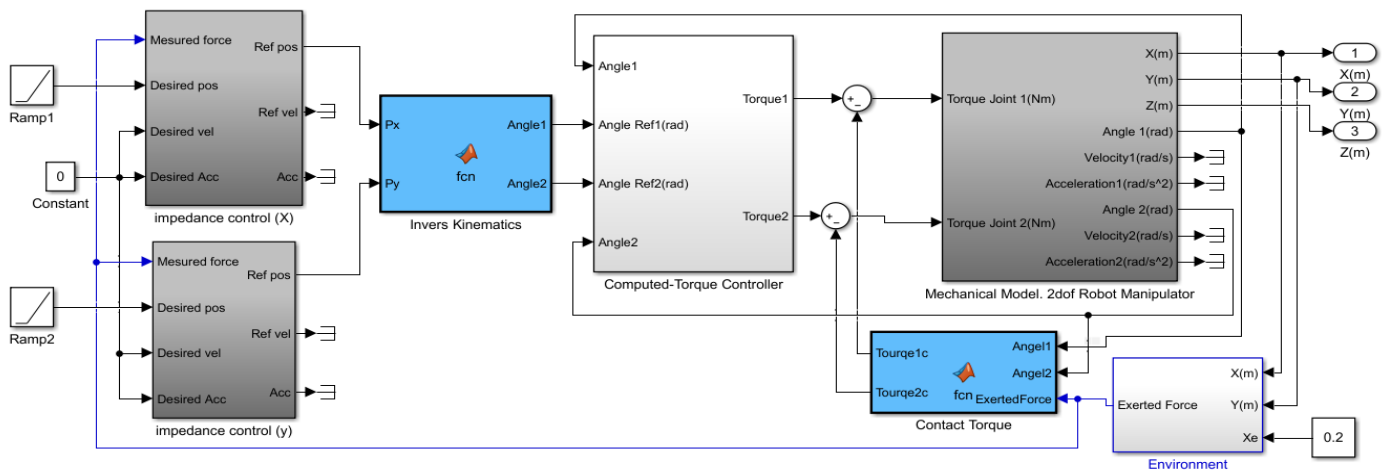 Ramp1
0
Constant
Ramp2
Mesured force
Desired pos
Desired vel
Desired Acc
Ref pos
Ref vel
Acc
impedance control (X)
Mesured force
Desired pos
Desired vel
Desired Acc
Ref pos
Ref vel
Acc
impedance control (y)
Px
Py
fcn
Angle1
Angle2
Invers Kinematics
Angle1
Angle Ref1(rad)
Angle Ref2(rad)
Angle2
Torque1
Torque2
Computed-Torque Controller
Torque Joint 1(Nm)
Torque Joint 2(Nm)
X(m)
Y(m)
Z(m)
Angle 1(rad)
Velocity1(rad/s)
Acceleration1(rad/s^2)
Angle 2(rad)
Velocity2(rad/s)
Acceleration2(rad/s^2)
Mechanical Model. 2dof Robot Manipulator
1
X(m)
2
Y(m)
3
Z(m)
Tourqe1c
Tourqe2c
fcn
Angel1
Angel2
ExertedForce
Contact Torque
Exerted Force
X(m)
Y(m)
Xe
Environment
0.2